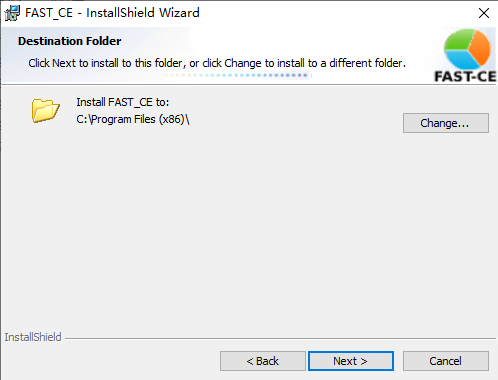 FAST_CE - InstallShield Wizard
Destination Folder
Click Next to install to this folder, or click Change to install to a different folder.
FAST-CE
Install FAST_CE to:
C:\Program Files (x86)\
Change...
InstallShield
< Back
Next >
Cancel